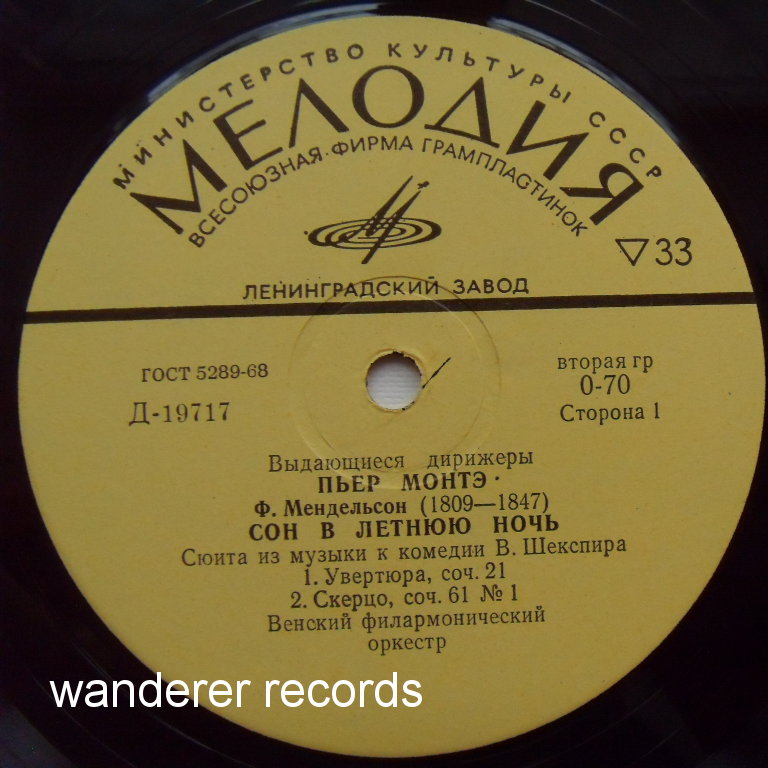 МИНИСТЕРСТВО КУЛЬТУРЫ СССР
МЕЛОДИЯ
ВСЕСОЮЗНАЯ·ФИРМА ГРАМПЛАСТИНОК
▽33
ЛЕНИНГРАДСКИЙ ЗАВОД
ГОСТ 5289-68
Д-19717
вторая гр
0-70
Сторона 1
Выдающиеся дирижеры
ПЬЕР МОНТЭ·
Ф. Мендельсон (1809—1847)
СОН В ЛЕТНЮЮ НОЧЬ
Сюита из музыки к комедии В. Шекспира
1. Увертюра, соч. 21
2. Скерцо, соч. 61 № 1
Венский филармонический
оркестр
wanderer records